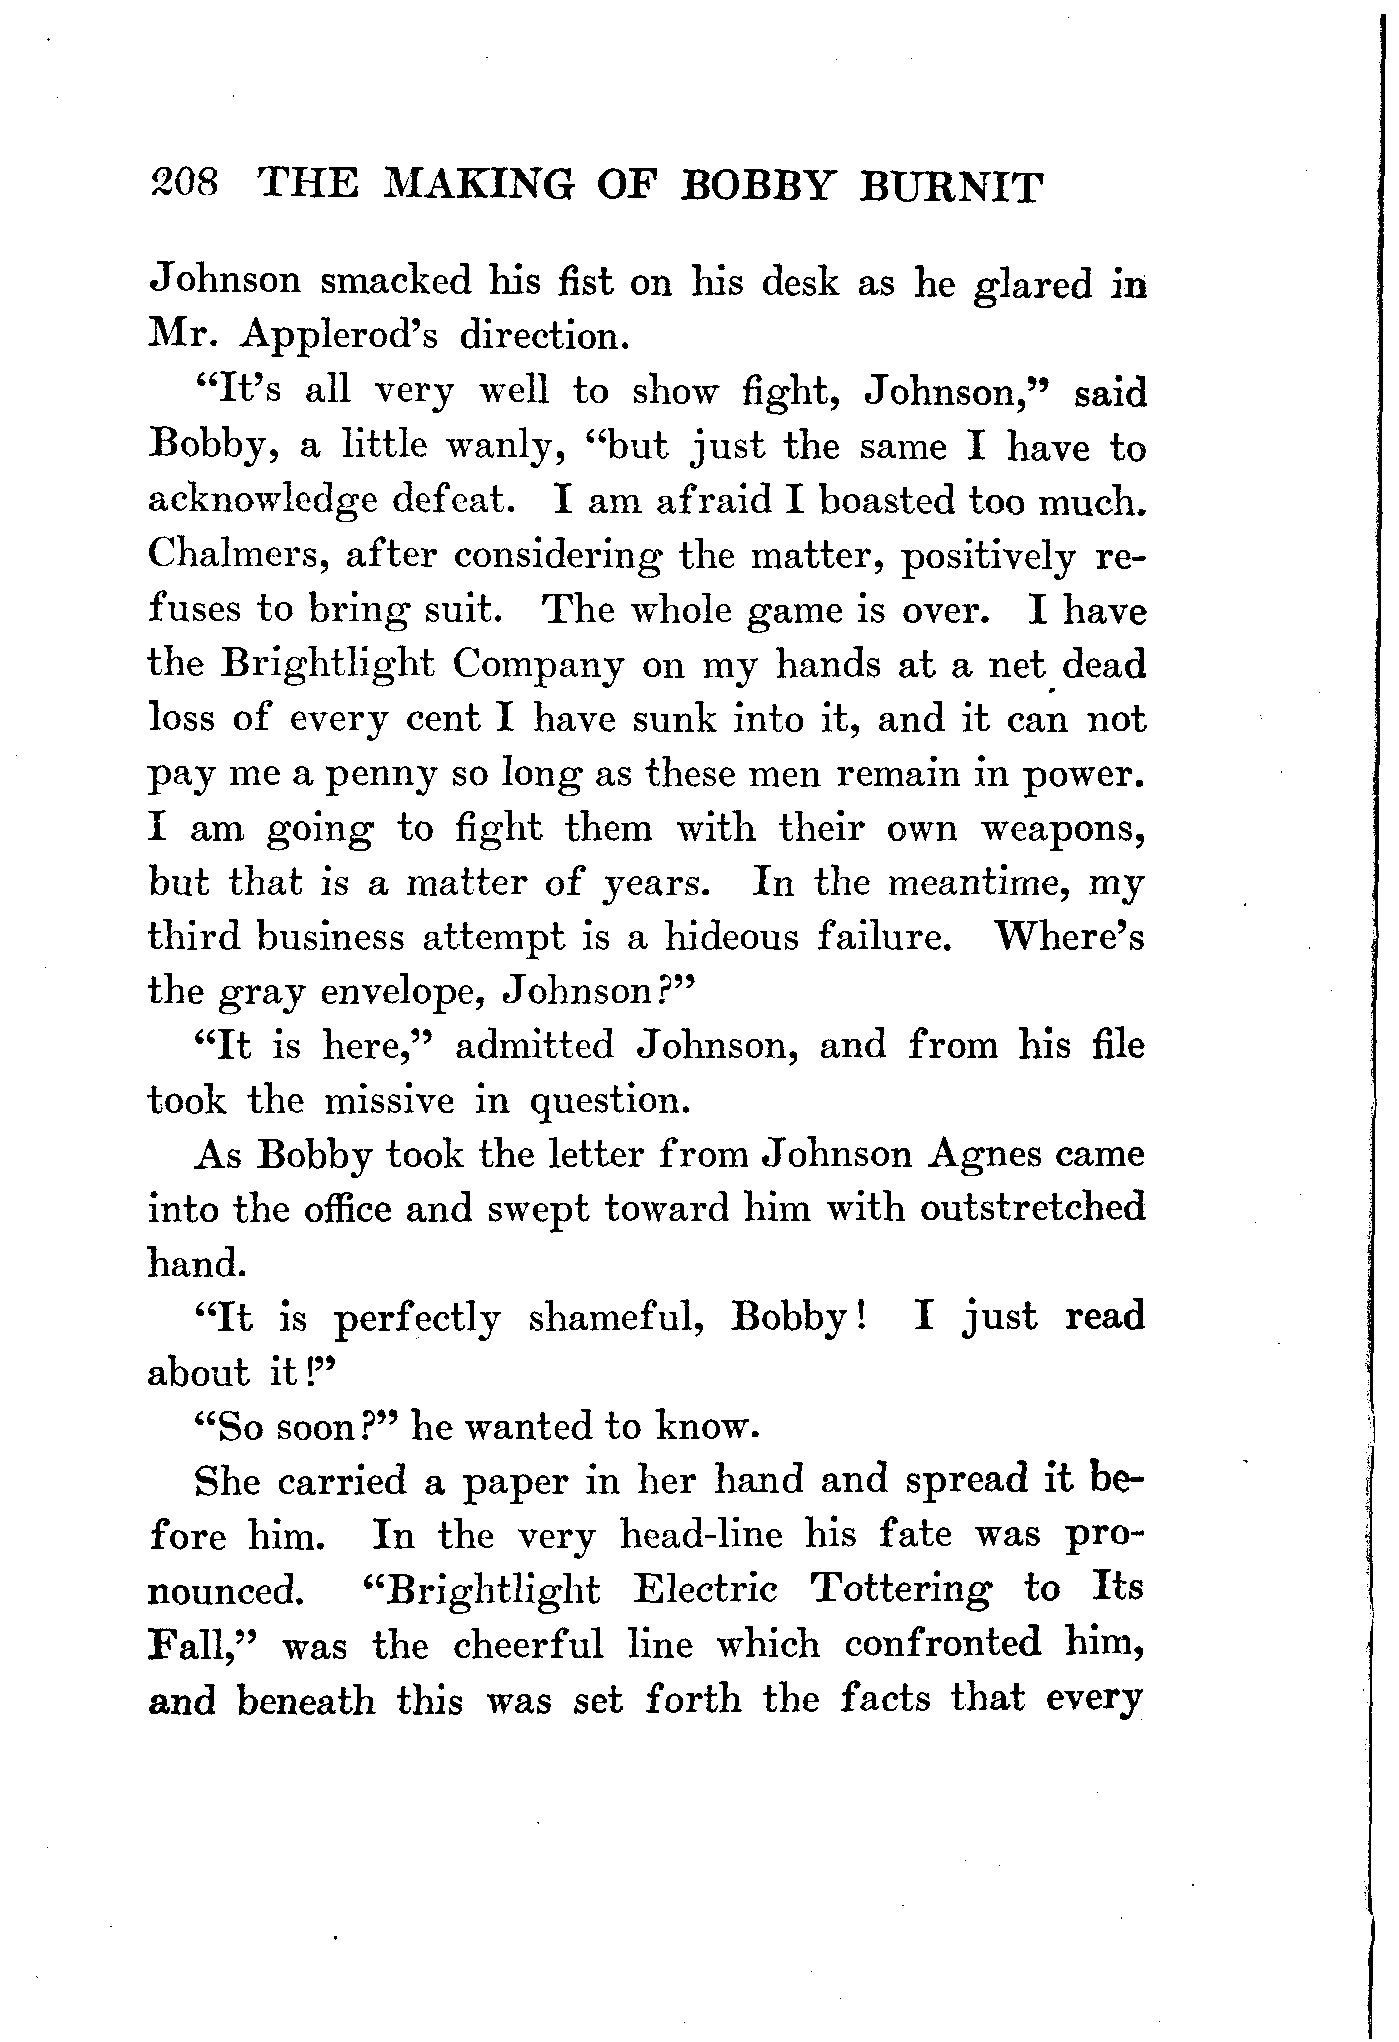 208 THE MAKING OF BOBBY BURNIT
Johnson smacked his fist on his desk as he glared in
Mr. Applerod's direction.
“It's all very well to show fight, Johnson,” said
Bobby, a little wanly, “but just the same I have to
acknowledge defeat. I am afraid I boasted too much.
Chalmers, after considering the matter, positively re-
fuses to bring suit. The whole game is over. I have
the Brightlight Company on my hands at a net dead
loss of every cent I have sunk into it, and it can not
pay me a penny so long as these men remain in power.
I am going to fight them with their own weapons,
but that is a matter of years. In the meantime, my
third business attempt is a hideous failure. Where's
the gray envelope, Johnson?”
“It is here,” admitted Johnson, and from his file
took the missive in question.
As Bobby took the letter from Johnson Agnes came
into the office and swept toward him with outstretched
hand.
“It is perfectly shameful, Bobby! I just read
about it!”
“So soon?” he wanted to know.
She carried a paper in her hand and spread it be-
fore him. In the very head-line his fate was pro-
nounced. “Brightlight Electric Tottering to Its
Fall,” was the cheerful line which confronted him,
and beneath this was set forth the facts that every